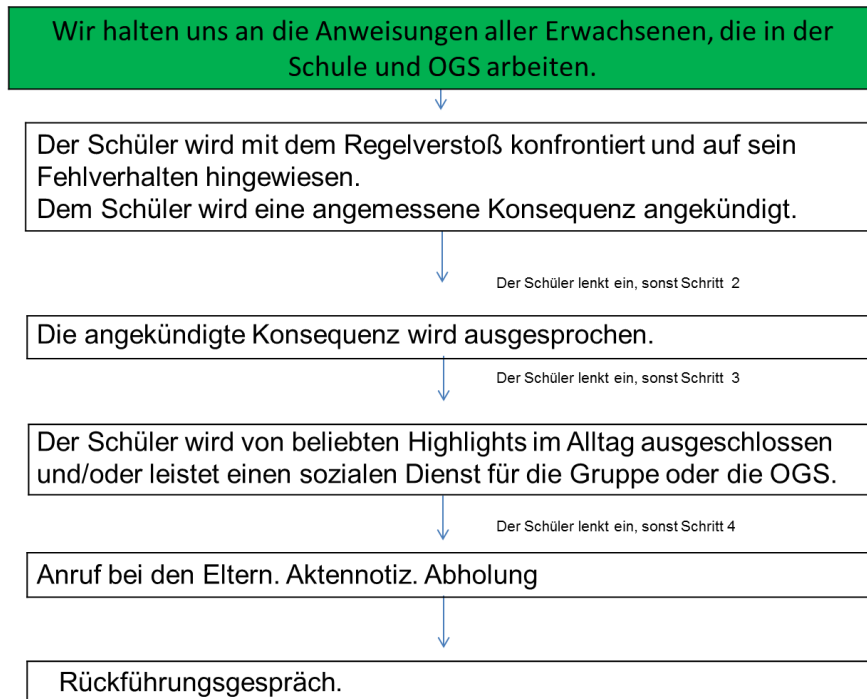 Wir halten uns an die Anweisungen aller Erwachsenen, die in der
Schule und OGS arbeiten.
Der Schüler wird mit dem Regelverstoß konfrontiert und auf sein
Fehlverhalten hingewiesen.
Dem Schüler wird eine angemessene Konsequenz angekündigt.
Der Schüler lenkt ein, sonst Schritt 2
Die angekündigte Konsequenz wird ausgesprochen.
Der Schüler lenkt ein, sonst Schritt 3
Der Schüler wird von beliebten Highlights im Alltag ausgeschlossen
und/oder leistet einen sozialen Dienst für die Gruppe oder die OGS.
Der Schüler lenkt ein, sonst Schritt 4
Anruf bei den Eltern. Aktennotiz. Abholung
Rückführungsgespräch.